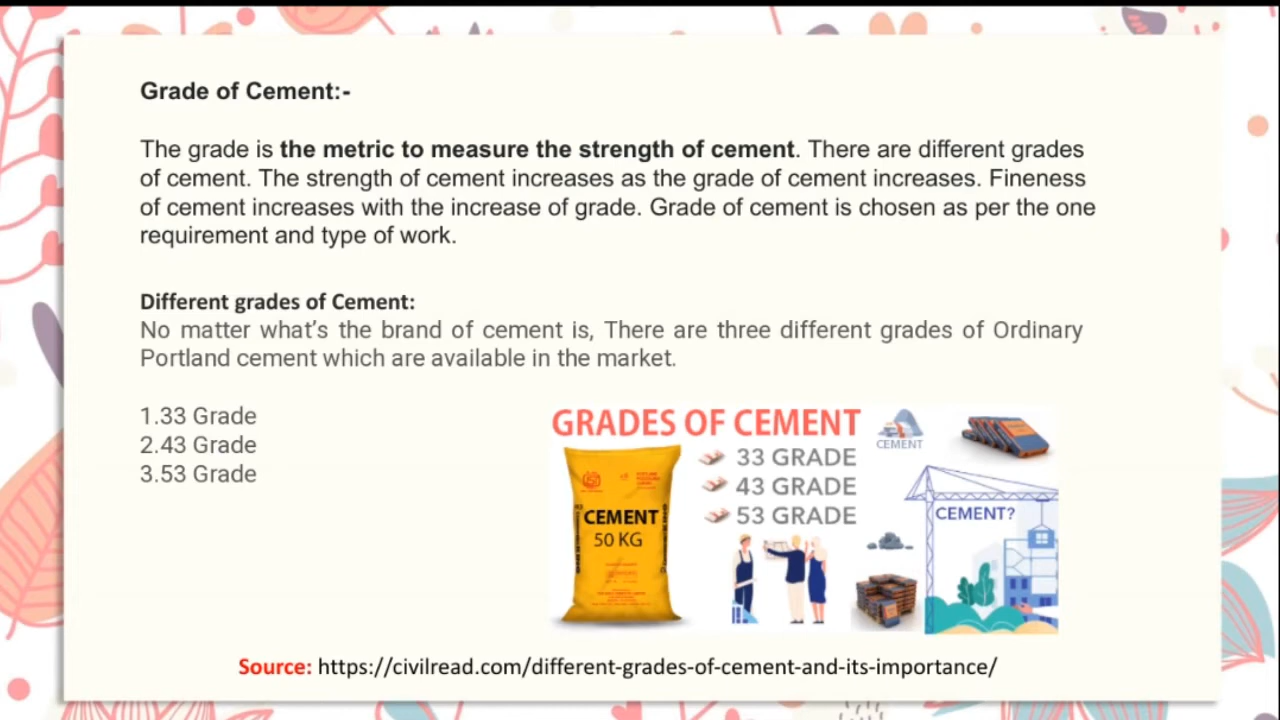 Grade of Cement:-
The grade is the metric to measure the strength of cement. There are different grades
of cement. The strength of cement increases as the grade of cement increases. Fineness
of cement increases with the increase of grade. Grade of cement is chosen as per the one
requirement and type of work.
Different grades of Cement:
No matter what’s the brand of cement is, There are three different grades of Ordinary
Portland cement which are available in the market.
1.33 Grade
2.43 Grade
3.53 Grade
GRADES OF CEMENT
33 GRADE
43 GRADE
53 GRADE
CEMENT
50 KG
CEMENT
CEMENT?
Source: https://civilread.com/different-grades-of-cement-and-its-importance/